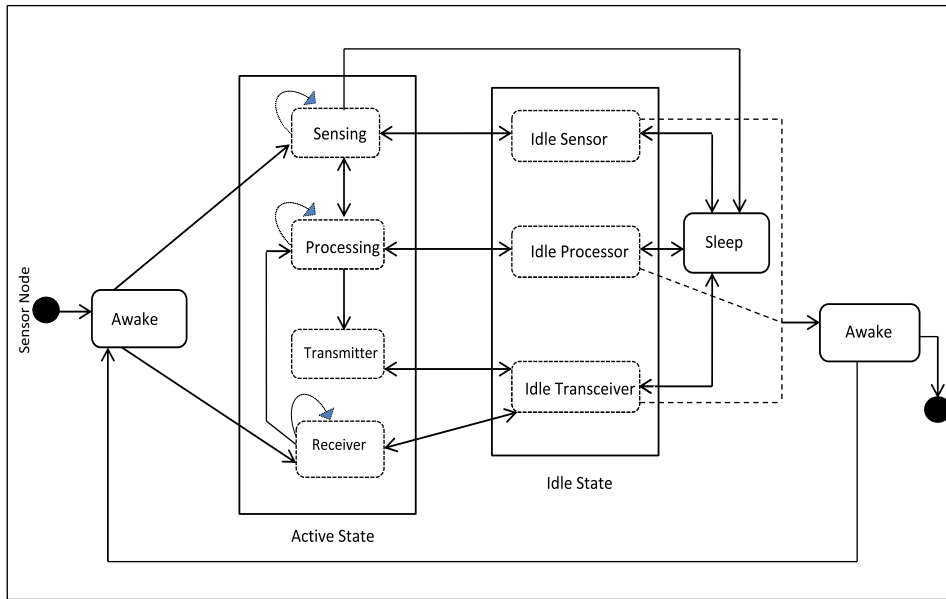 Sensor Node
Awake
Sensing
Processing
Transmitter
Receiver
Active State
Idle Sensor
Idle Processor
Idle Transceiver
Idle State
Sleep
Awake